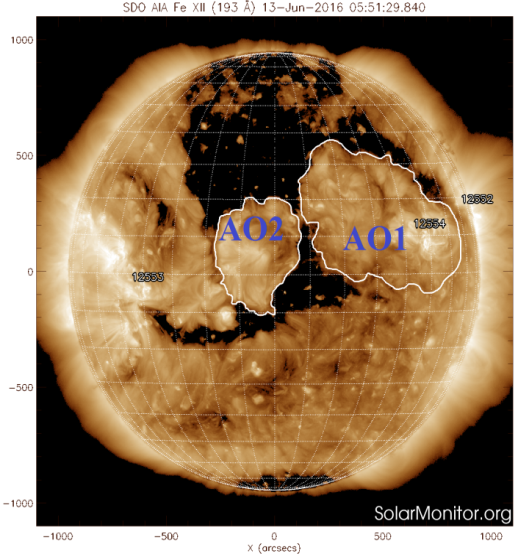 SDO AIA Fe XII (193 Å) 13-Jun-2016 05:51:29.840
1000
500
12552
12554
AO2
AO1
0
12553
-500
-1000
SolarMonitor.org
-1000
-500
0
500
1000
X (arcsecs)